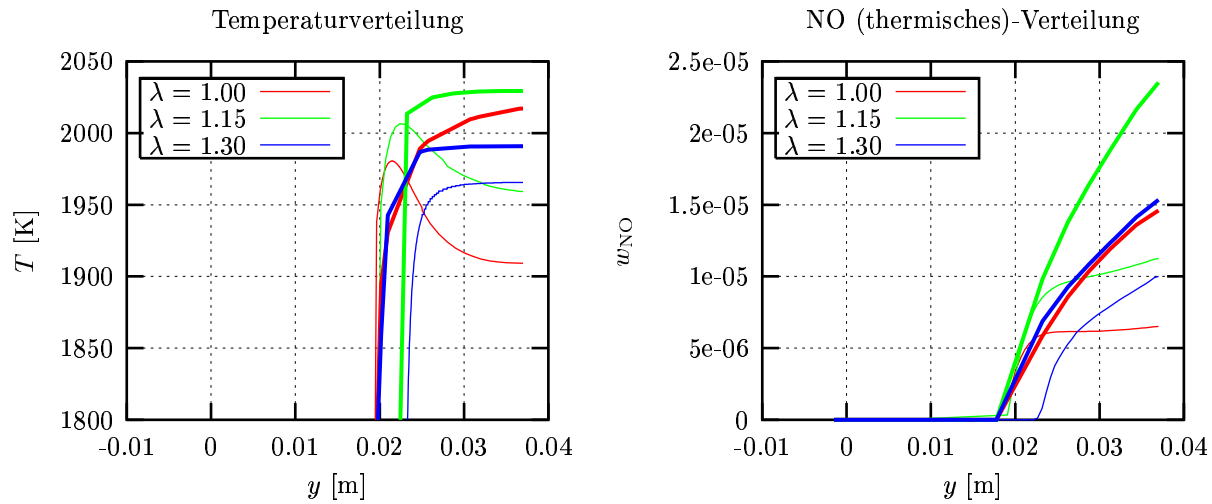 Temperaturverteilung
2050
2000
1950
1900
1850
1800
T [K]
λ = 1.00
λ = 1.15
λ = 1.30
-0.01 0 0.01 0.02 0.03 0.04
y [m]
NO (thermisches)-Verteilung
2.5e-05
2e-05
1.5e-05
1e-05
5e-06
0
w_NO
λ = 1.00
λ = 1.15
λ = 1.30
-0.01 0 0.01 0.02 0.03 0.04
y [m]